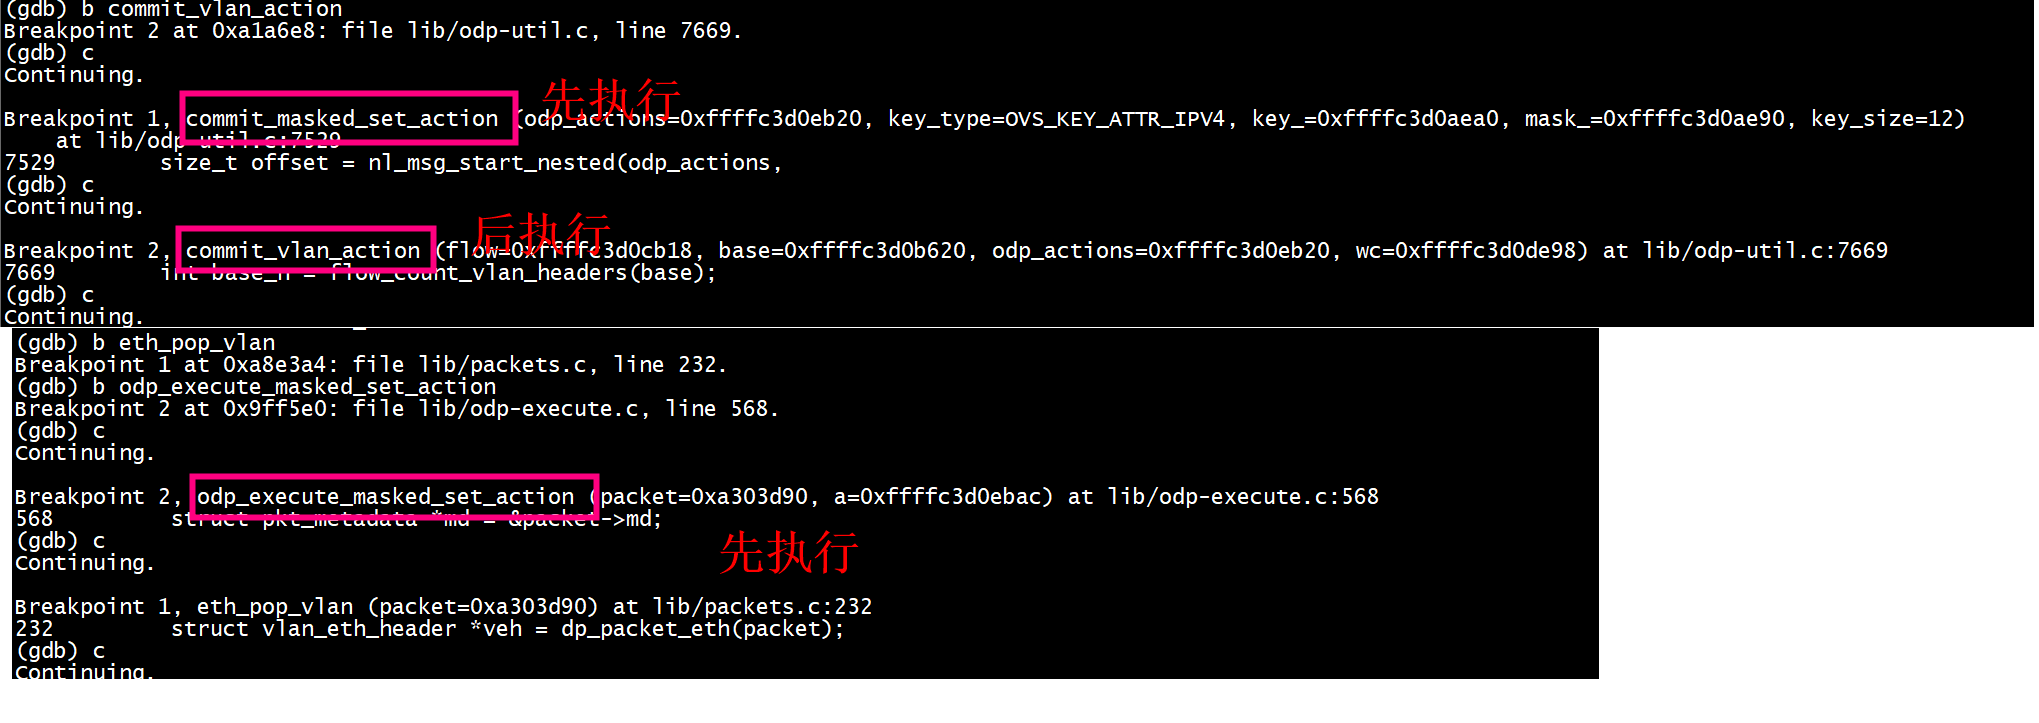 (gdb) b commit_vlan_action
Breakpoint 2 at 0xa1a6e8: file lib/odp-util.c, line 7669.
(gdb) c
Continuing.
先执行
Breakpoint 1, commit_masked_set_action (odp_actions=0xffffc3d0eb20, key_type=OVS_KEY_ATTR_IPV4, key_=0xffffc3d0aea0, mask_=0xffffc3d0ae90, key_size=12)
at lib/odp-util.c:7529
7529 size_t offset = nl_msg_start_nested(odp_actions,
(gdb) c
Continuing.
后执行
Breakpoint 2, commit_vlan_action (flow=0xffffc3d0cb18, base=0xffffc3d0b620, odp_actions=0xffffc3d0eb20, wc=0xffffc3d0de98) at lib/odp-util.c:7669
7669 int base_n = flow_count_vlan_headers(base);
(gdb) c
Continuing.
(gdb) b eth_pop_vlan
Breakpoint 1 at 0xa8e3a4: file lib/packets.c, line 232.
(gdb) b odp_execute_masked_set_action
Breakpoint 2 at 0x9ff5e0: file lib/odp-execute.c, line 568.
(gdb) c
Continuing.
Breakpoint 2, odp_execute_masked_set_action (packet=0xa303d90, a=0xffffc3d0ebac) at lib/odp-execute.c:568
568 struct pkt_metadata *md = &packet->md;
(gdb) c
先执行
Continuing.
Breakpoint 1, eth_pop_vlan (packet=0xa303d90) at lib/packets.c:232
232 struct vlan_eth_header *veh = dp_packet_eth(packet);
(gdb) c
Continuing.